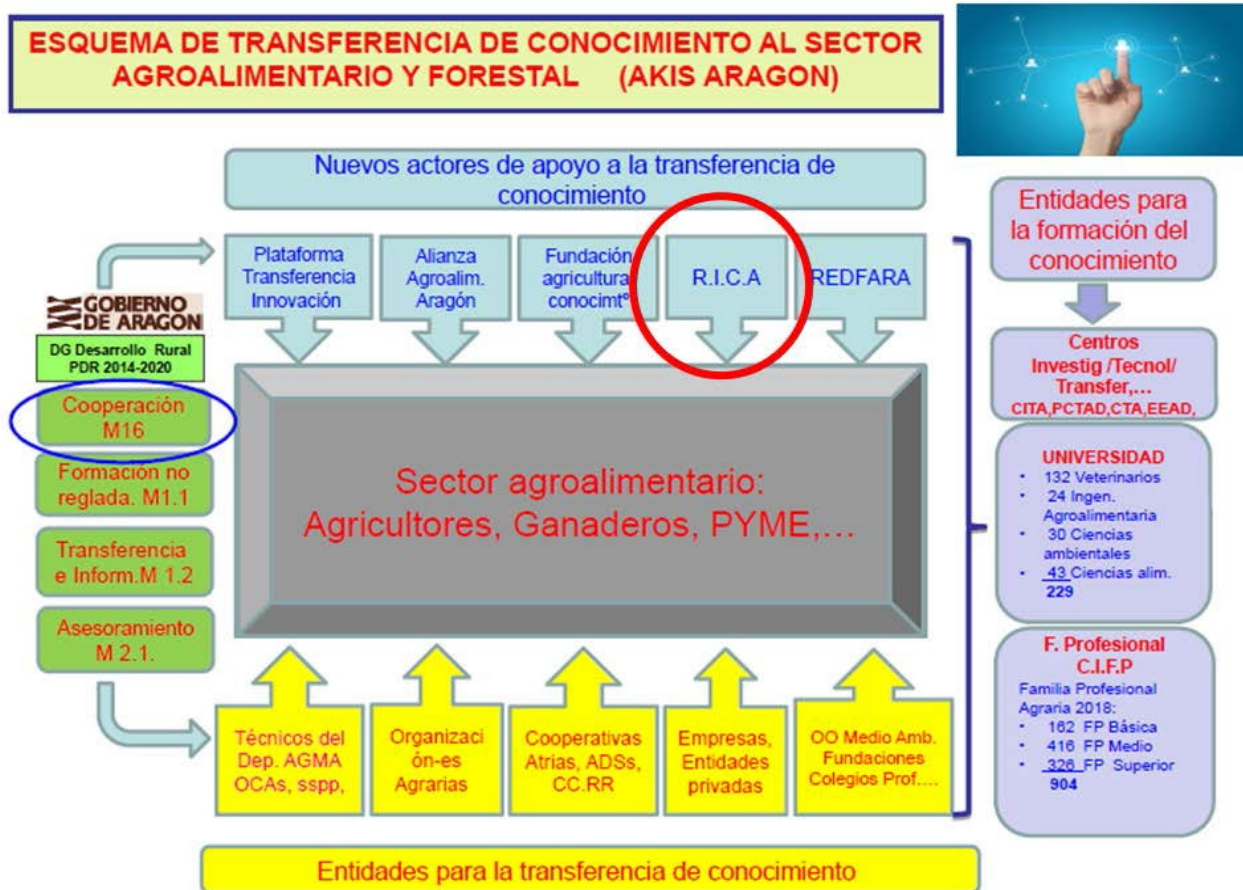 ESQUEMA DE TRANSFERENCIA DE CONOCIMIENTO AL SECTOR
AGROALIMENTARIO Y FORESTAL (AKIS ARAGON)
Nuevos actores de apoyo a la transferencia de
conocimiento
Plataforma
Transferencia
Innovación
Alianza
Agroalim.
Aragón
Fundación
agricultura
conocimtº
R.I.C.A
REDFARA
GOBIERNO
DE ARAGON
DG Desarrollo Rural
PDR 2014-2020
Cooperación
M16
Formación no
reglada. M1.1
Transferencia
e Inform.M 1.2
Asesoramiento
M 2.1.
Sector agroalimentario:
Agricultores, Ganaderos, PYME,...
Técnicos del
Dep. AGMA
OCAs, sspp,
Organizaci
ón-es
Agrarias
Cooperativas
Atrias, ADSs,
CC.RR
Empresas,
Entidades
privadas
OO Medio Amb.
Fundaciones
Colegios Prof....
Entidades para la transferencia de conocimiento
Entidades para
la formación del
conocimiento
Centros
Investig /Tecnol/
Transfer,...
CITA,PCTAD,CTA,EEAD,
UNIVERSIDAD
• 132 Veterinarios
• 24 Ingen.
Agroalimentaria
• 30 Ciencias
ambientales
• 43 Ciencias alim.
229
F. Profesional
C.I.F.P
Familia Profesional
Agraria 2018:
• 162 FP Básica
• 416 FP Medio
• 326 FP Superior
904